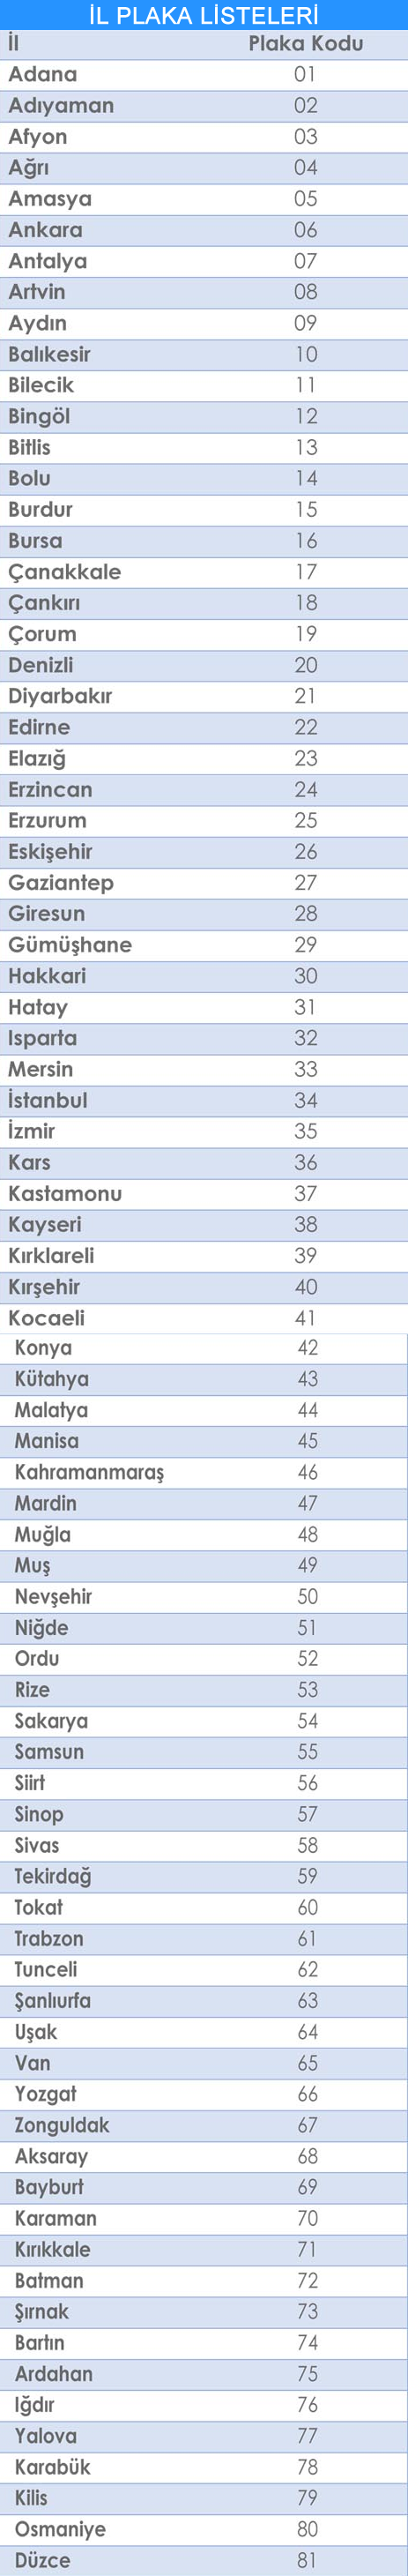 İL PLAKA LİSTELERİ
İl Plaka Kodu
Adana 01
Adıyaman 02
Afyon 03
Ağrı 04
Amasya 05
Ankara 06
Antalya 07
Artvin 08
Aydın 09
Balıkesir 10
Bilecik 11
Bingöl 12
Bitlis 13
Bolu 14
Burdur 15
Bursa 16
Çanakkale 17
Çankırı 18
Çorum 19
Denizli 20
Diyarbakır 21
Edirne 22
Elazığ 23
Erzincan 24
Erzurum 25
Eskişehir 26
Gaziantep 27
Giresun 28
Gümüşhane 29
Hakkari 30
Hatay 31
Isparta 32
Mersin 33
İstanbul 34
İzmir 35
Kars 36
Kastamonu 37
Kayseri 38
Kırklareli 39
Kırşehir 40
Kocaeli 41
Konya 42
Kütahya 43
Malatya 44
Manisa 45
Kahramanmaraş 46
Mardin 47
Muğla 48
Muş 49
Nevşehir 50
Niğde 51
Ordu 52
Rize 53
Sakarya 54
Samsun 55
Siirt 56
Sinop 57
Sivas 58
Tekirdağ 59
Tokat 60
Trabzon 61
Tunceli 62
Şanlıurfa 63
Uşak 64
Van 65
Yozgat 66
Zonguldak 67
Aksaray 68
Bayburt 69
Karaman 70
Kırıkkale 71
Batman 72
Şırnak 73
Bartın 74
Ardahan 75
Iğdır 76
Yalova 77
Karabük 78
Kilis 79
Osmaniye 80
Düzce 81